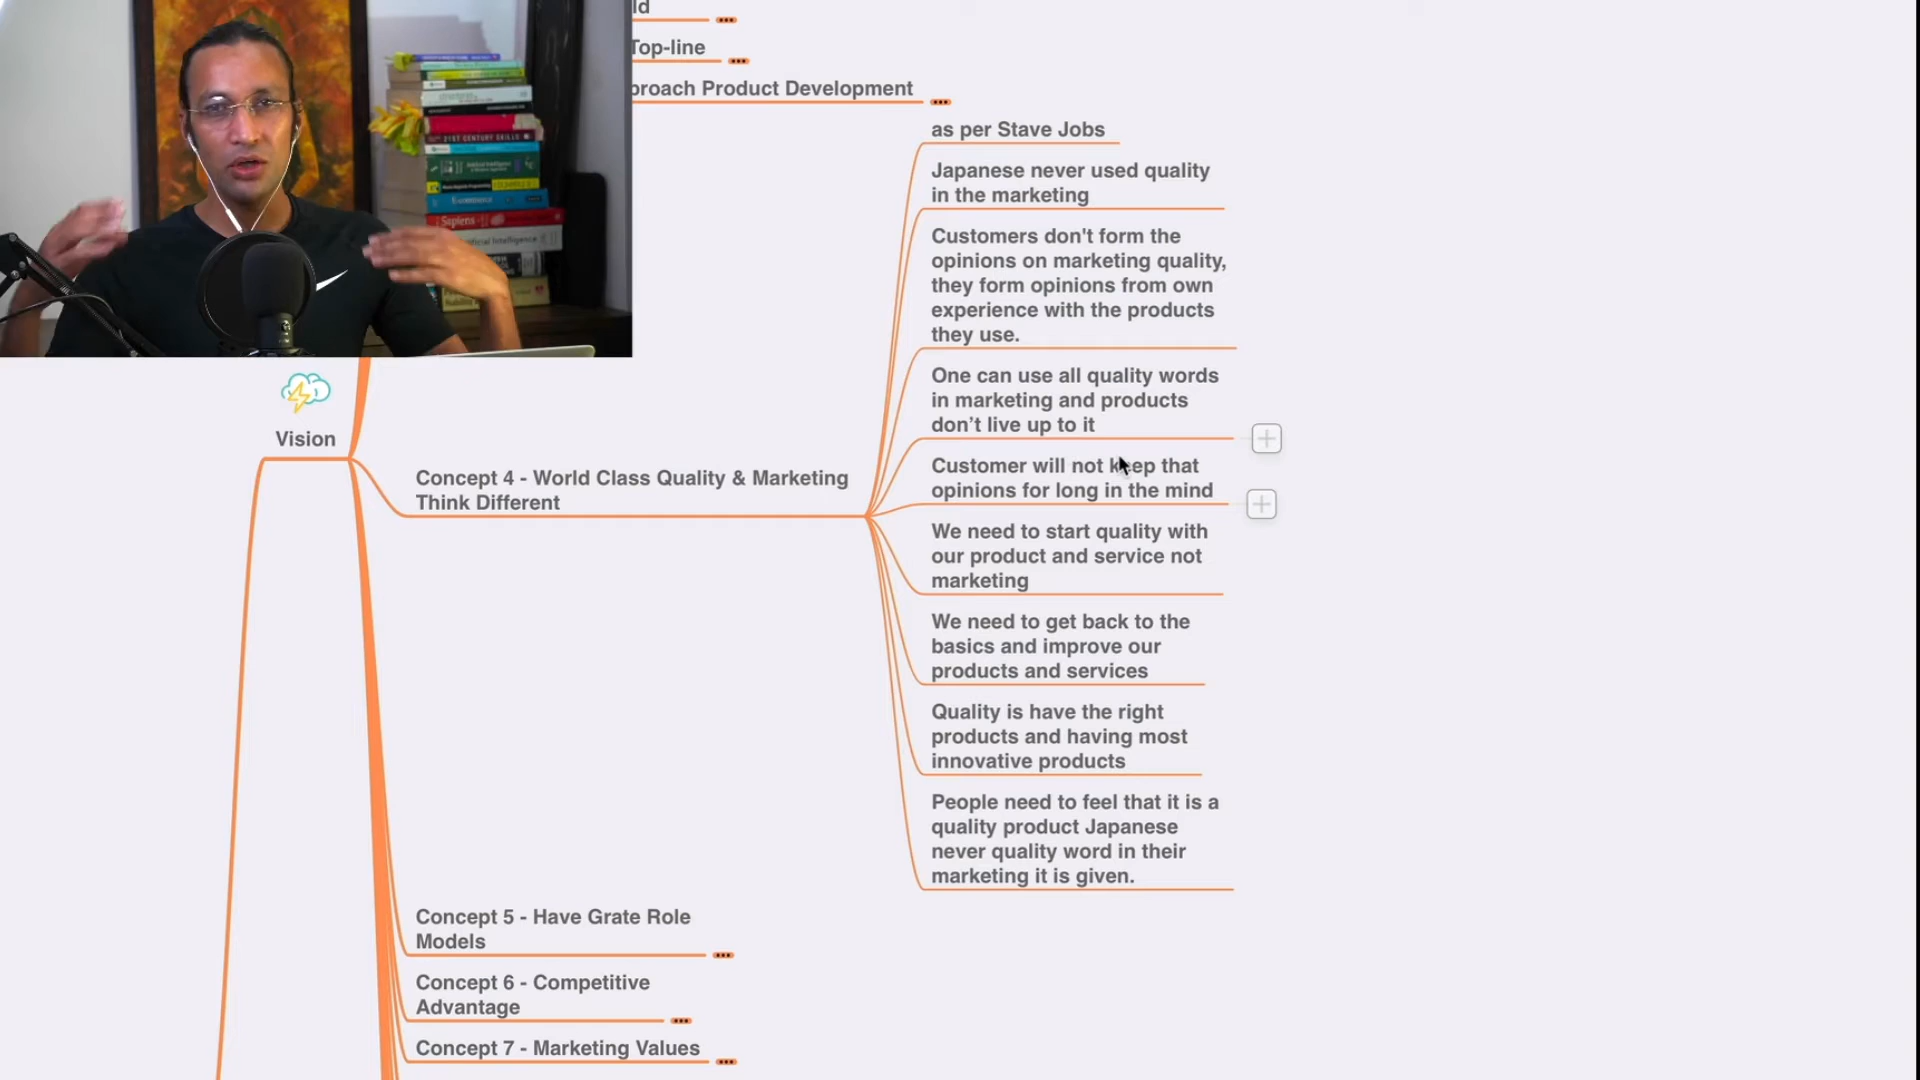 ld
Top-line
proach Product Development
21ST CENTURY SKILLS
E-commerce
Sapiens
as per Stave Jobs
Japanese never used quality
in the marketing
Customers don't form the
opinions on marketing quality,
they form opinions from own
experience with the products
they use.
One can use all quality words
in marketing and products
don’t live up to it
Customer will not keep that
opinions for long in the mind
We need to start quality with
our product and service not
marketing
We need to get back to the
basics and improve our
products and services
Quality is have the right
products and having most
innovative products
People need to feel that it is a
quality product Japanese
never quality word in their
marketing it is given.
Vision
Concept 4 - World Class Quality & Marketing
Think Different
Concept 5 - Have Grate Role
Models
Concept 6 - Competitive
Advantage
Concept 7 - Marketing Values